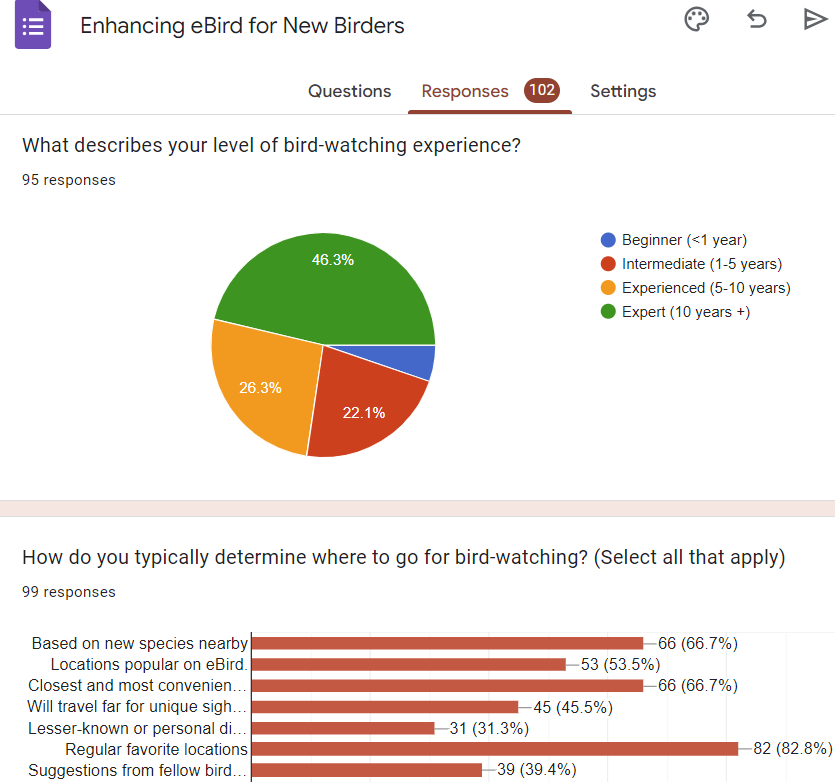 Enhancing eBird for New Birders
Questions
Responses 102
Settings
What describes your level of bird-watching experience?
95 responses
46.3%
26.3%
22.1%
Beginner (<1 year)
Intermediate (1-5 years)
Experienced (5-10 years)
Expert (10 years +)
How do you typically determine where to go for bird-watching? (Select all that apply)
99 responses
Based on new species nearby 66 (66.7%)
Locations popular on eBird. 53 (53.5%)
Closest and most convenien... 66 (66.7%)
Will travel far for unique sigh... 45 (45.5%)
Lesser-known or personal di... 31 (31.3%)
Regular favorite locations 82 (82.8%)
Suggestions from fellow bird... 39 (39.4%)